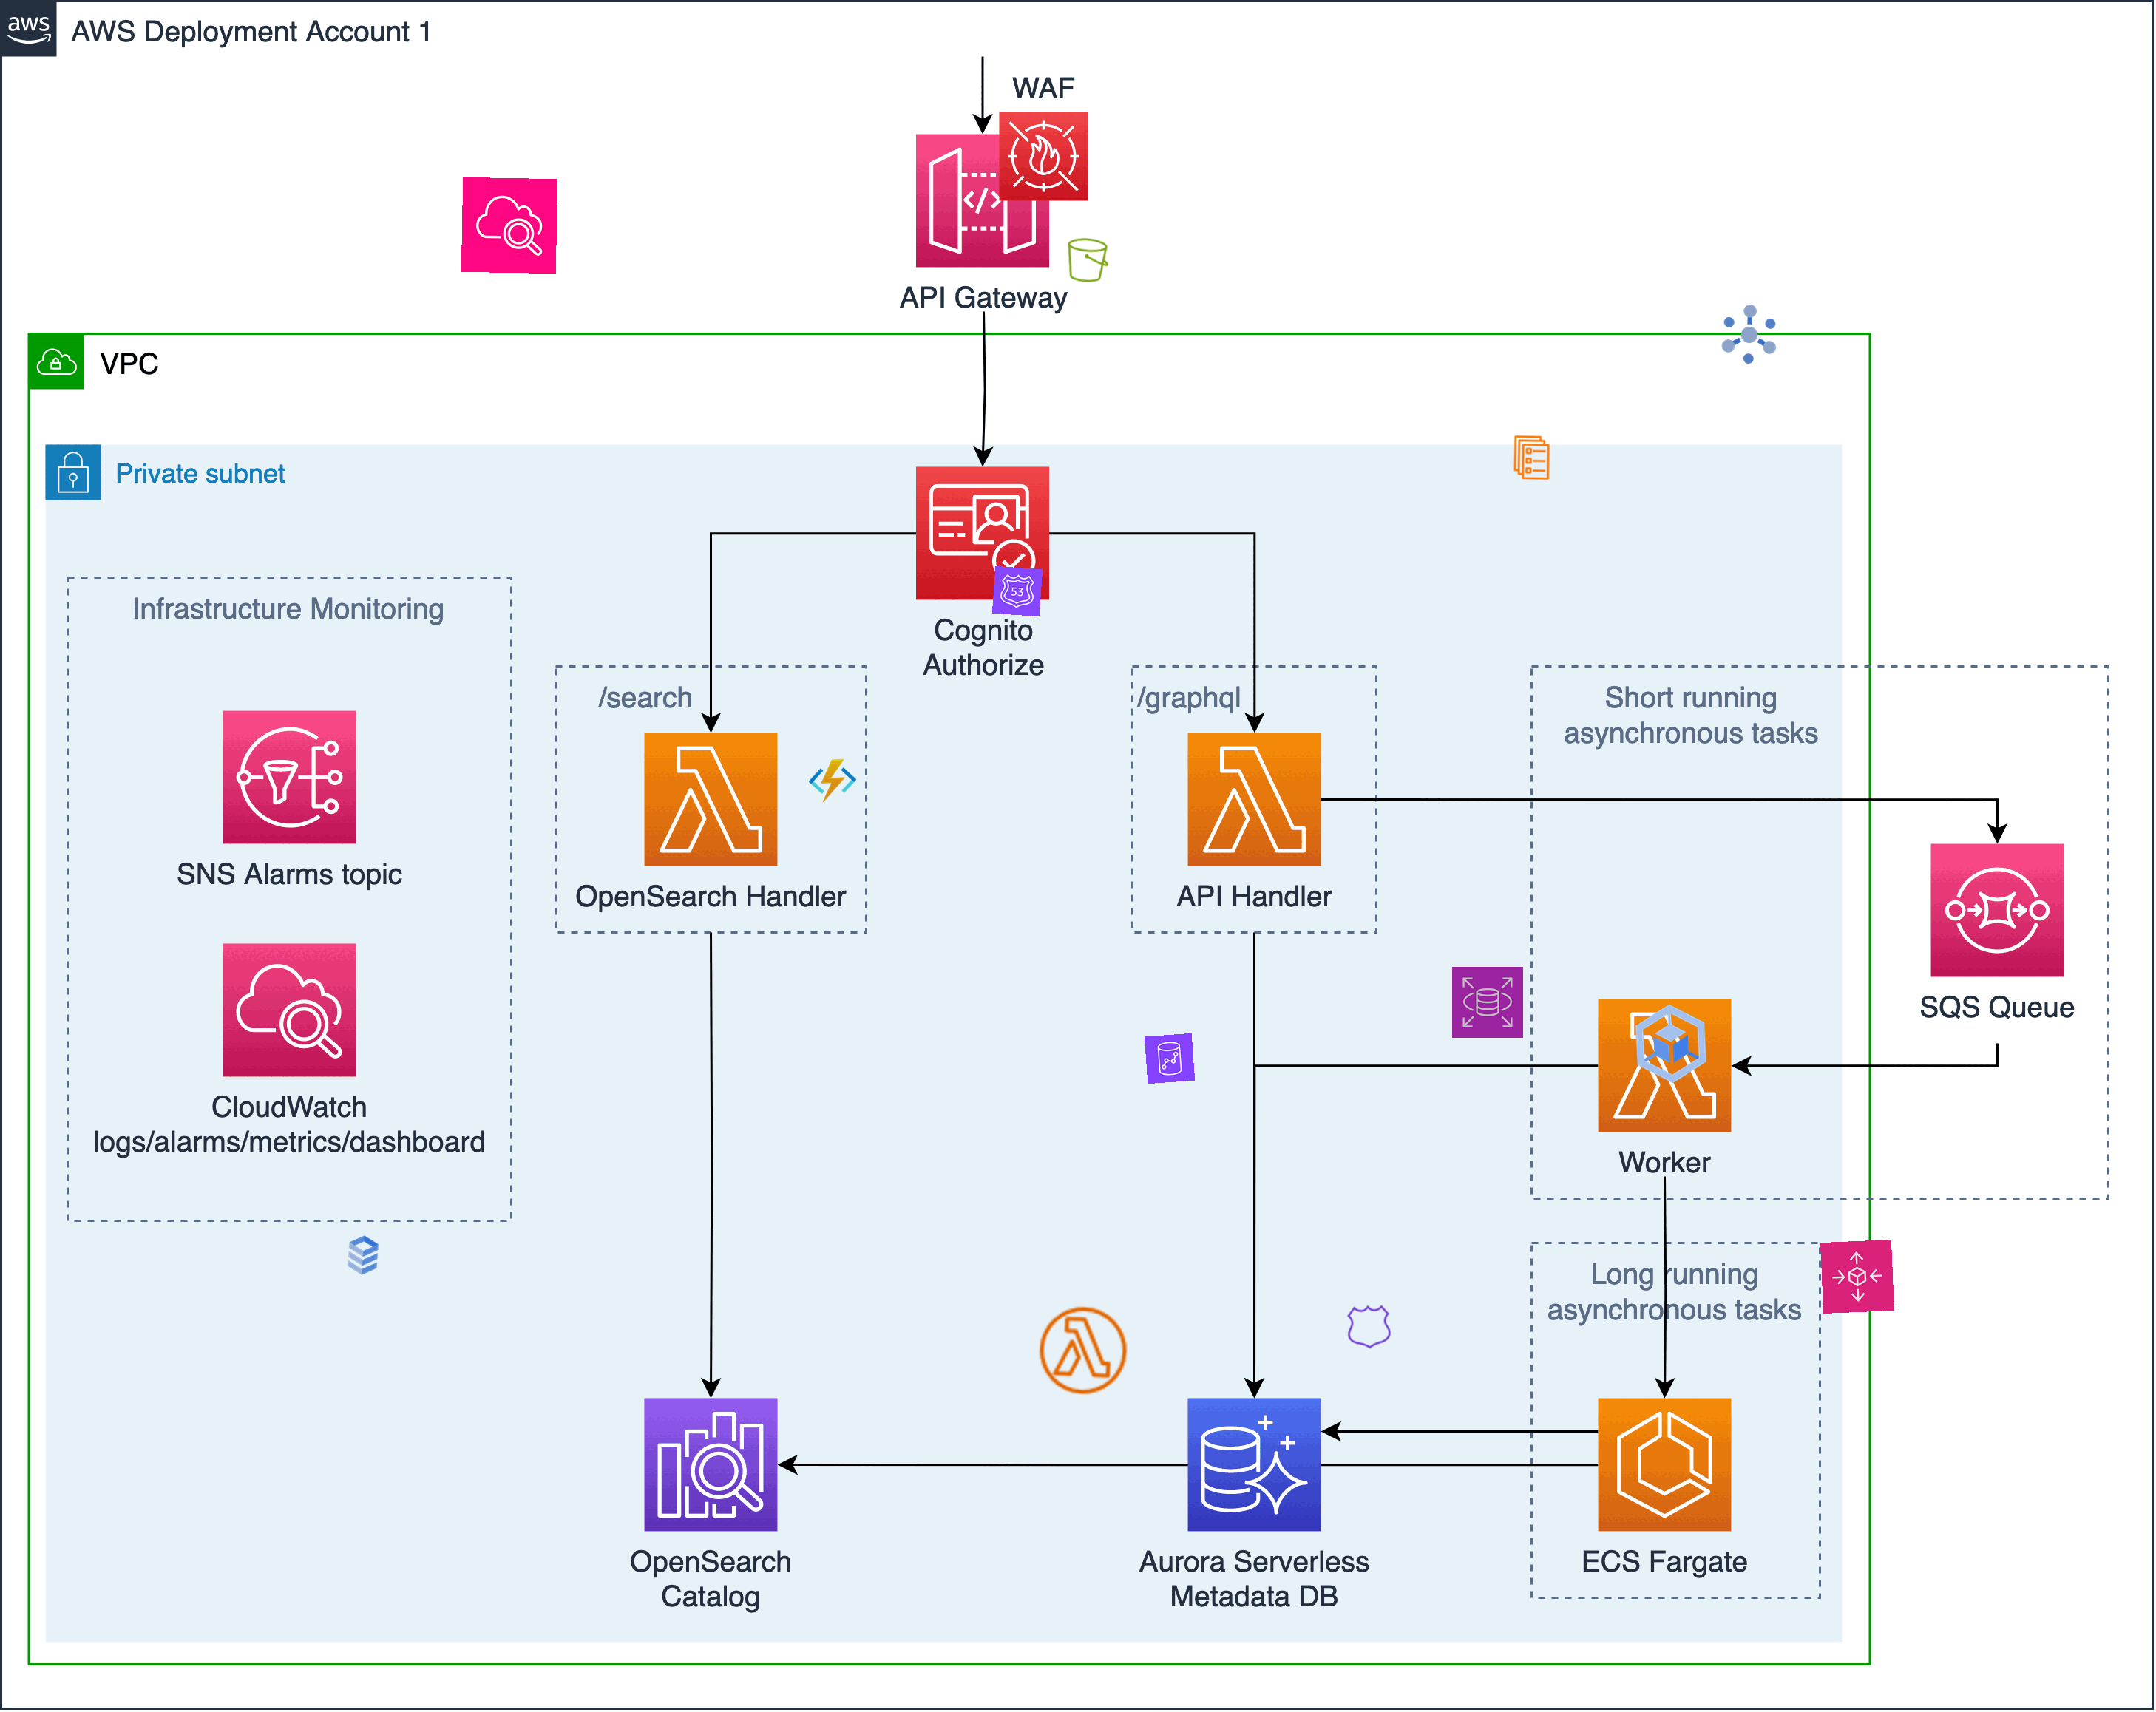 aws
AWS Deployment Account 1
WAF
API Gateway
VPC
Private subnet
53
Cognito
Authorize
Infrastructure Monitoring
/search
/graphql
Short running
asynchronous tasks
SNS Alarms topic
OpenSearch Handler
API Handler
SQS Queue
CloudWatch
logs/alarms/metrics/dashboard
Worker
Long running
asynchronous tasks
OpenSearch
Catalog
Aurora Serverless
Metadata DB
ECS Fargate